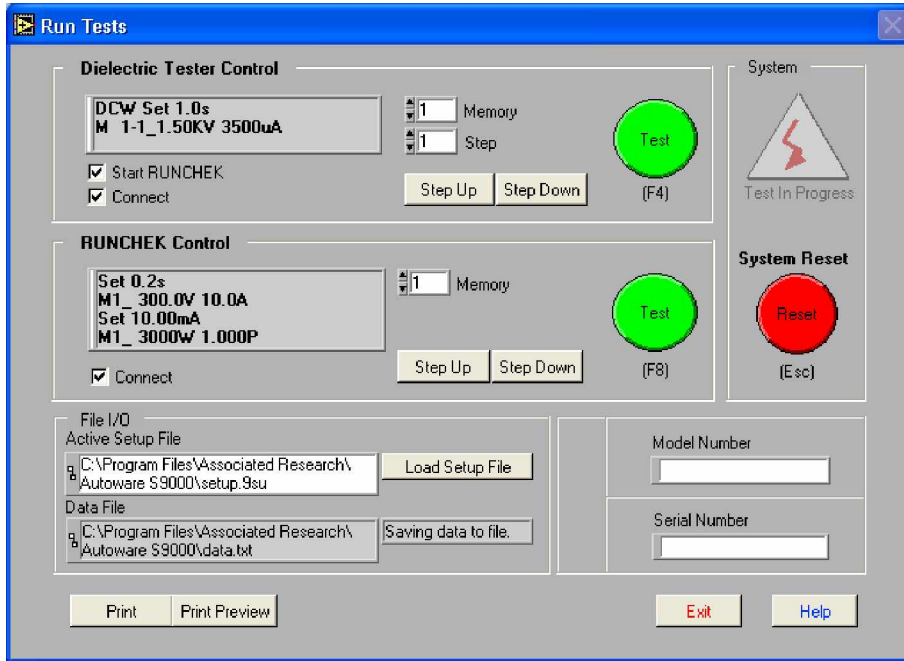 Run Tests
Dielectric Tester Control
DCW Set 1.0s
M 1-1_1.50KV 3500uA
1 Memory
1 Step
Start RUNCHEK
Connect
Step Up Step Down
Test
(F4)
System
Test In Progress
RUNCHEK Control
Set 0.2s
M1_ 300.0V 10.0A
Set 10.00mA
M1_ 3000W 1.000P
1 Memory
Connect
Step Up Step Down
Test
(F8)
System Reset
Reset
(Esc)
File I/O
Active Setup File
C:\Program Files\Associated Research\
Autoware S9000\setup.9su
Load Setup File
Data File
C:\Program Files\Associated Research\
Autoware S9000\data.txt
Saving data to file.
Model Number
Serial Number
Print Print Preview
Exit Help